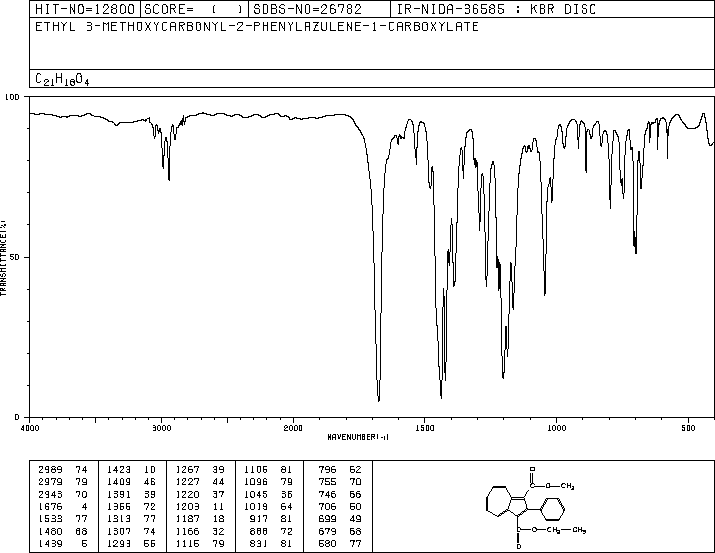 HIT-NO=12800 SCORE= ( ) SDBS-NO=26782 IR-NIDA-36585 : KBR DISC
ETHYL 3-METHOXYCARBONYL-2-PHENYLAZULENE-1-CARBOXYLATE
C21H18O4
100
50
0
TRANSMITTANCE(%)
4000 3000 2000 1500 1000 500
WAVENUMBER(-1)
2989 74 1423 10 1267 39 1106 81 796 62
2979 79 1409 46 1227 44 1096 79 755 70
2943 70 1391 39 1220 37 1045 36 746 66
1676 4 1366 72 1203 11 1019 64 706 50
1533 77 1313 77 1187 18 917 81 699 49
1480 68 1307 74 1166 32 888 72 679 68
1439 5 1293 56 1116 79 831 81 580 77
O
C—O—CH3
C—OCH2—CH3
O